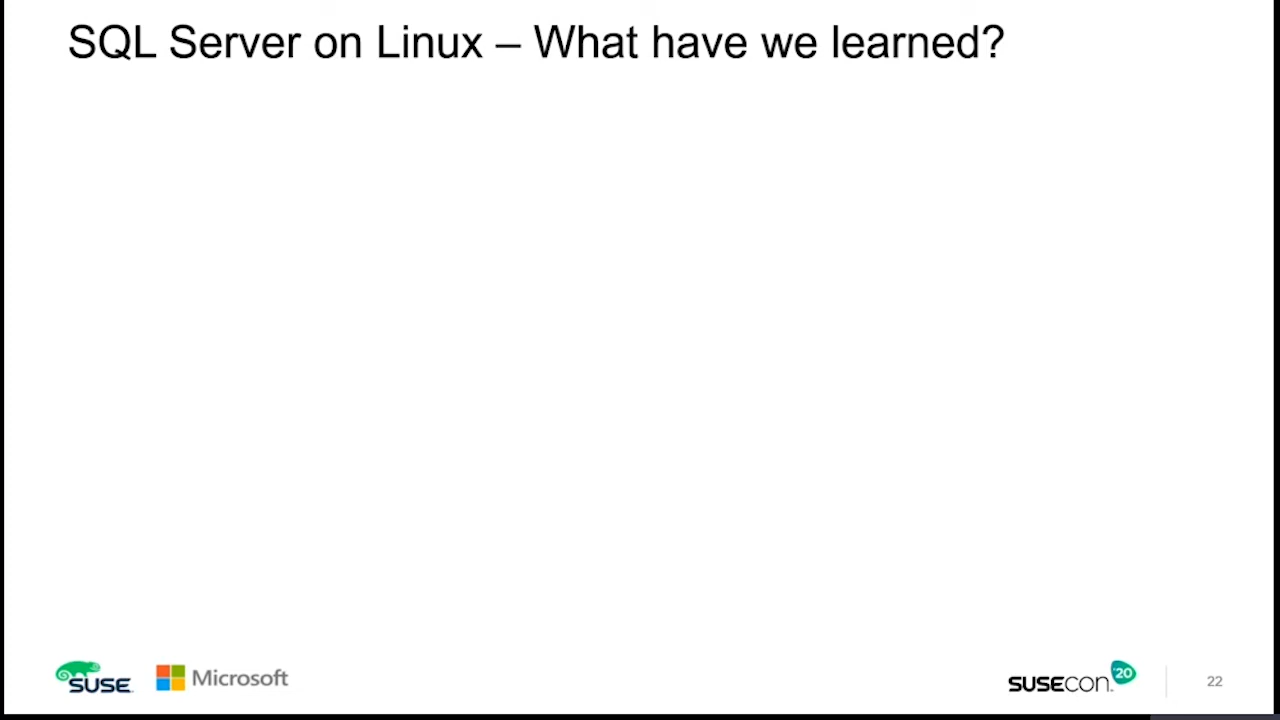 SQL Server on Linux – What have we learned?
SUSE
Microsoft
SUSECON. '20
22